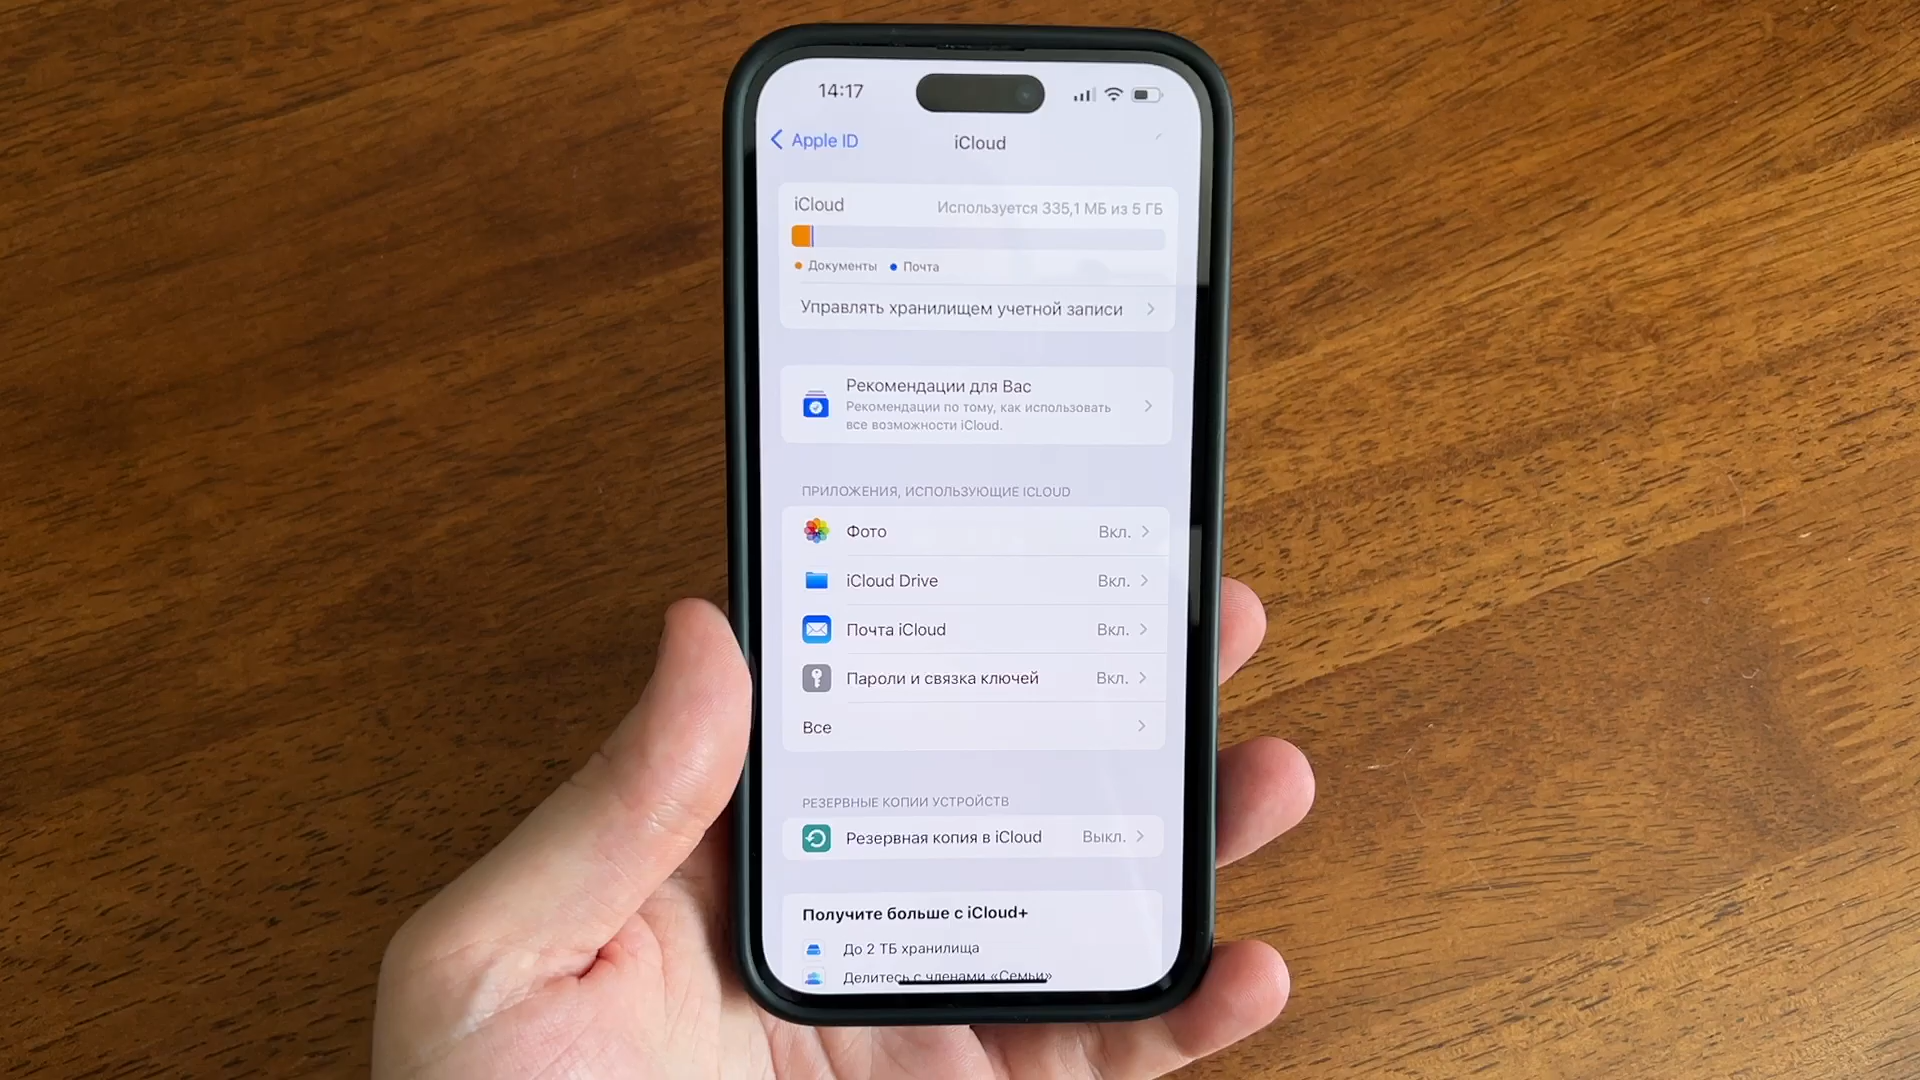 14:17
Apple ID
iCloud
iCloud
Используется 335,1 МБ из 5 ГБ
Документы
Почта
Управлять хранилищем учетной записи
Рекомендации для Вас
Рекомендации по тому, как использовать
все возможности iCloud.
ПРИЛОЖЕНИЯ, ИСПОЛЬЗУЮЩИЕ ICLOUD
Фото Вкл.
iCloud Drive Вкл.
Почта iCloud Вкл.
Пароли и связка ключей Вкл.
Все
РЕЗЕРВНЫЕ КОПИИ УСТРОЙСТВ
Резервная копия в iCloud Выкл.
Получите больше с iCloud+
До 2 ТБ хранилища
Делитесь с членами «Семьи»